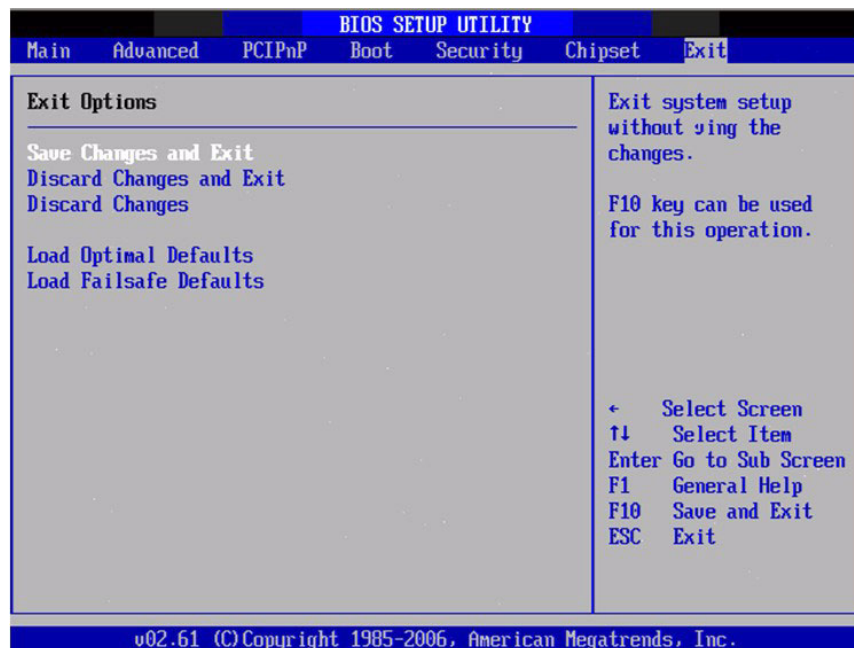 BIOS SETUP UTILITY
Main Advanced PCIPnP Boot Security Chipset Exit
Exit Options
Save Changes and Exit
Discard Changes and Exit
Discard Changes
Load Optimal Defaults
Load Failsafe Defaults
Exit system setup
without ving the
changes.
F10 key can be used
for this operation.
← Select Screen
↑↓ Select Item
Enter Go to Sub Screen
F1 General Help
F10 Save and Exit
ESC Exit
v02.61 (C)Copyright 1985-2006, American Megatrends, Inc.